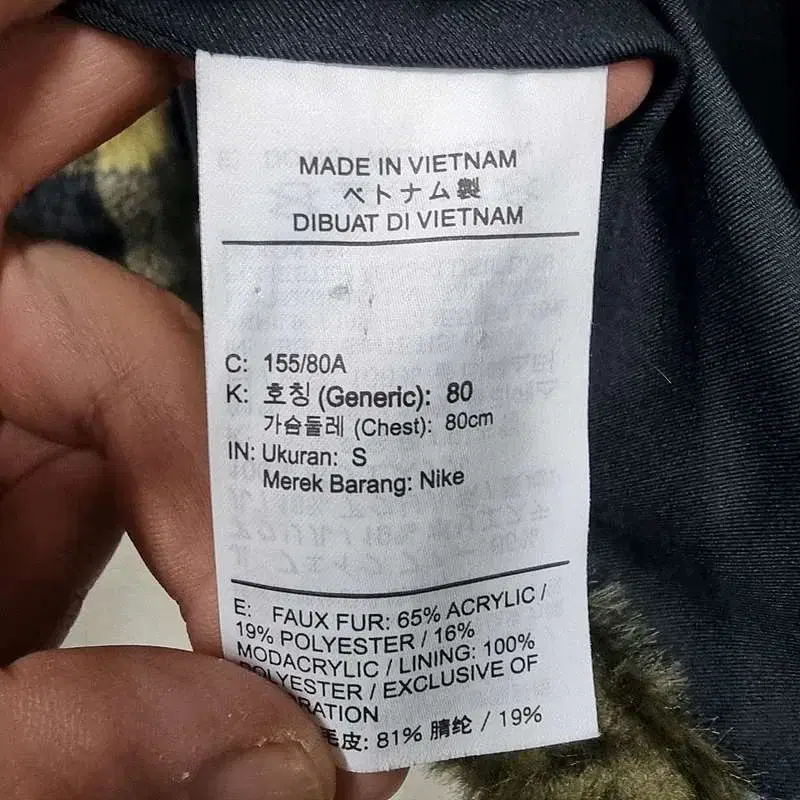 MADE IN VIETNAM
ベトナム製
DIBUAT DI VIETNAM
C: 155/80A
K: 호칭 (Generic): 80
가슴둘레 (Chest): 80cm
IN: Ukuran: S
Merek Barang: Nike
E: FAUX FUR: 65% ACRYLIC /
19% POLYESTER / 16%
MODACRYLIC / LINING: 100%
POLYESTER / EXCLUSIVE OF
毛皮: 81% 腈纶 / 19%